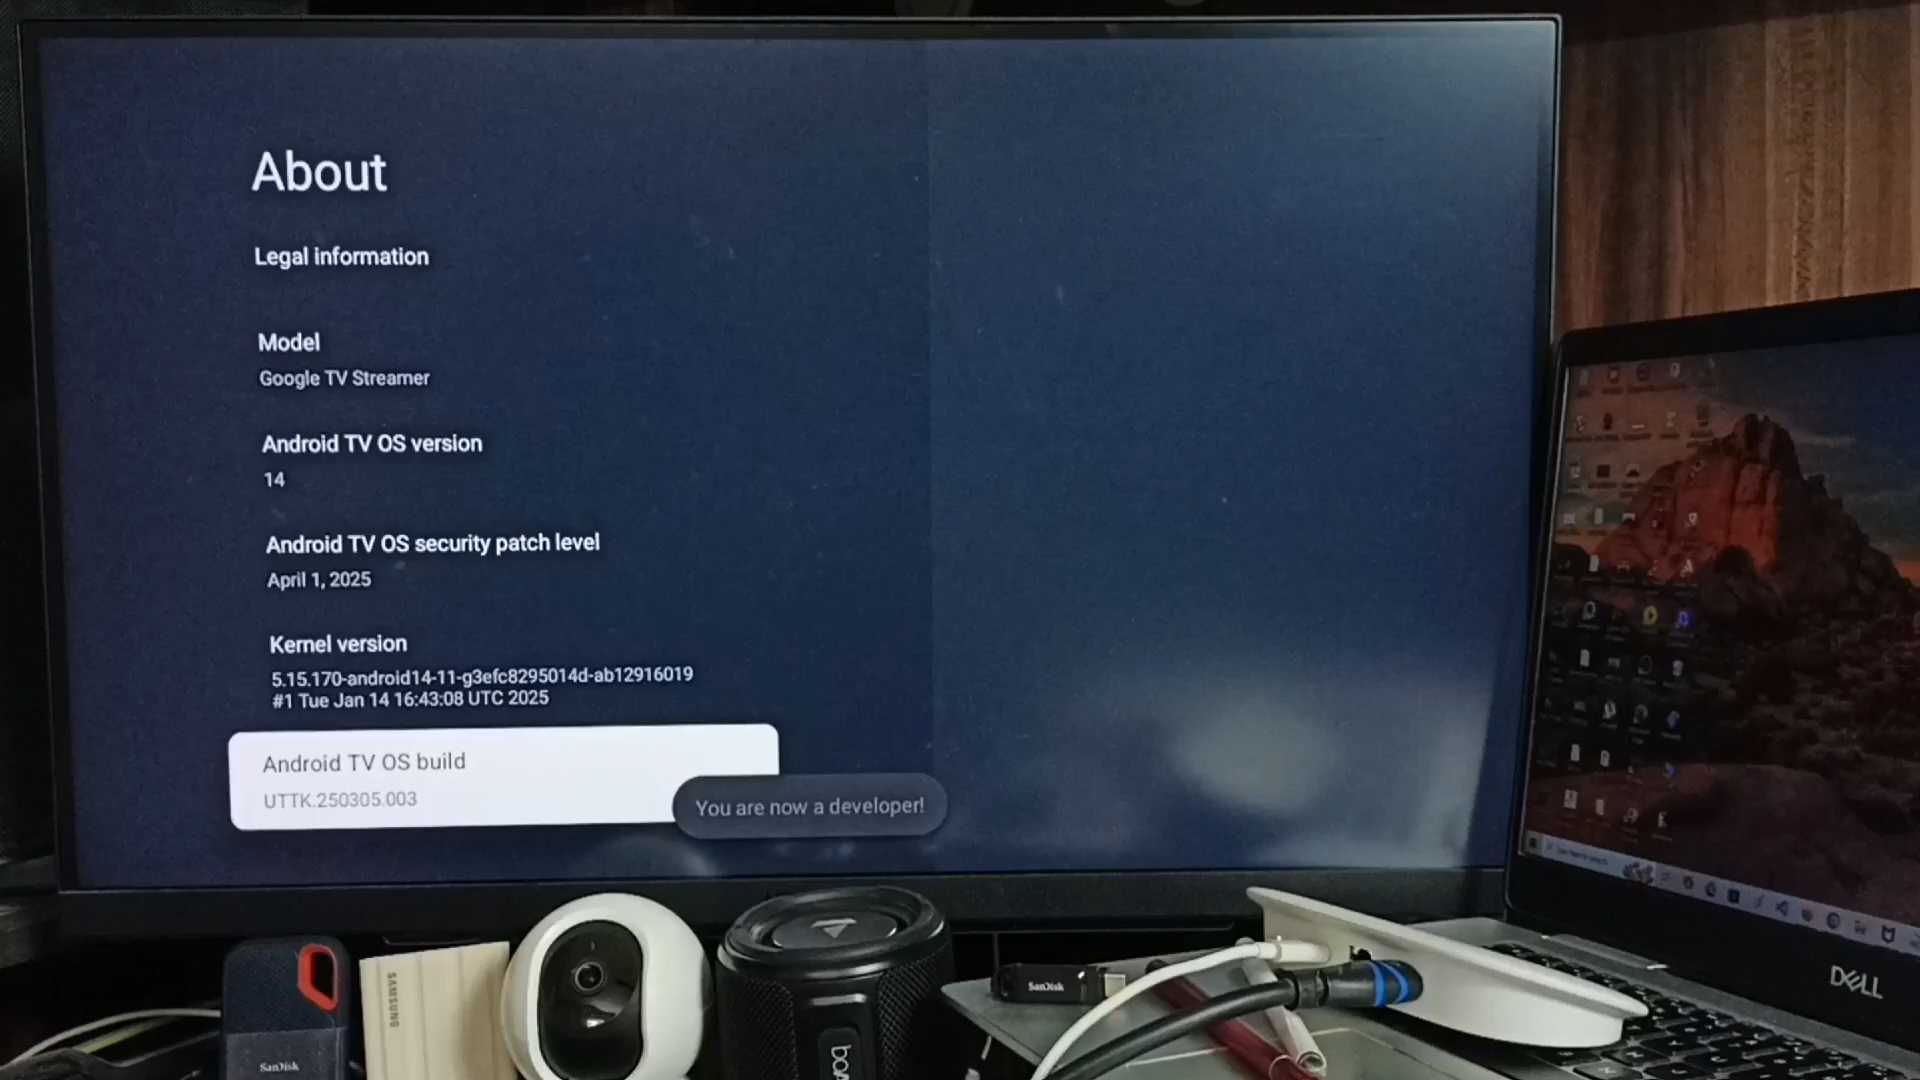 About
Legal information
Model
Google TV Streamer
Android TV OS version
14
Android TV OS security patch level
April 1, 2025
Kernel version
5.15.170-android14-11-g3efc8295014d-ab12916019
#1 Tue Jan 14 16:43:08 UTC 2025
Android TV OS build
UTTK.250305.003
You are now a developer!
DELL
SAMSUNG
SanDisk
SanDisk